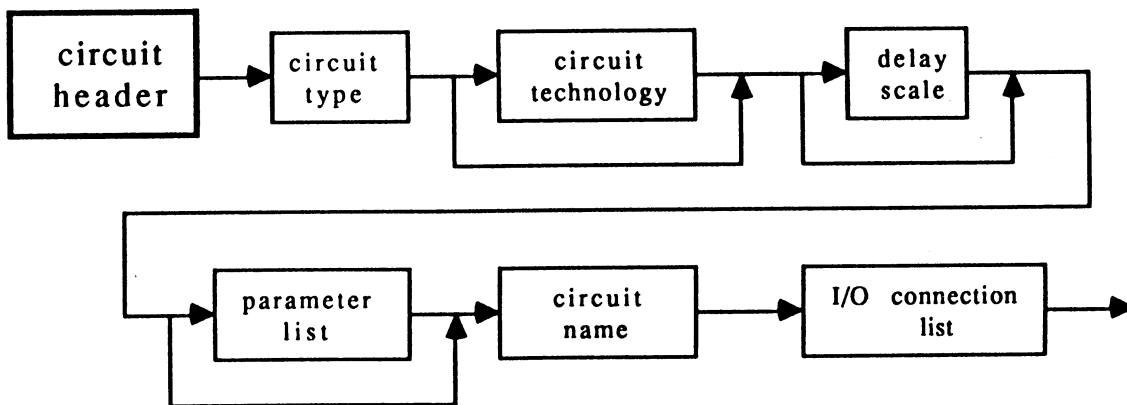 circuit
header
circuit
type
circuit
technology
delay
scale
parameter
list
circuit
name
I/O connection
list